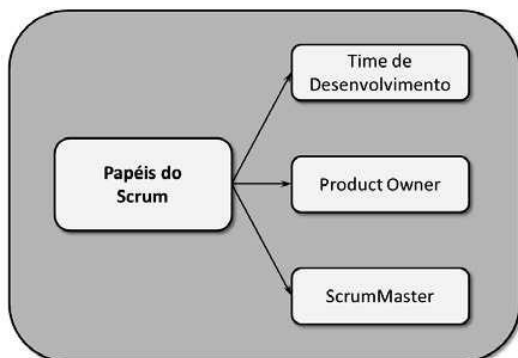 Papéis do
Scrum
Time de
Desenvolvimento
Product Owner
ScrumMaster